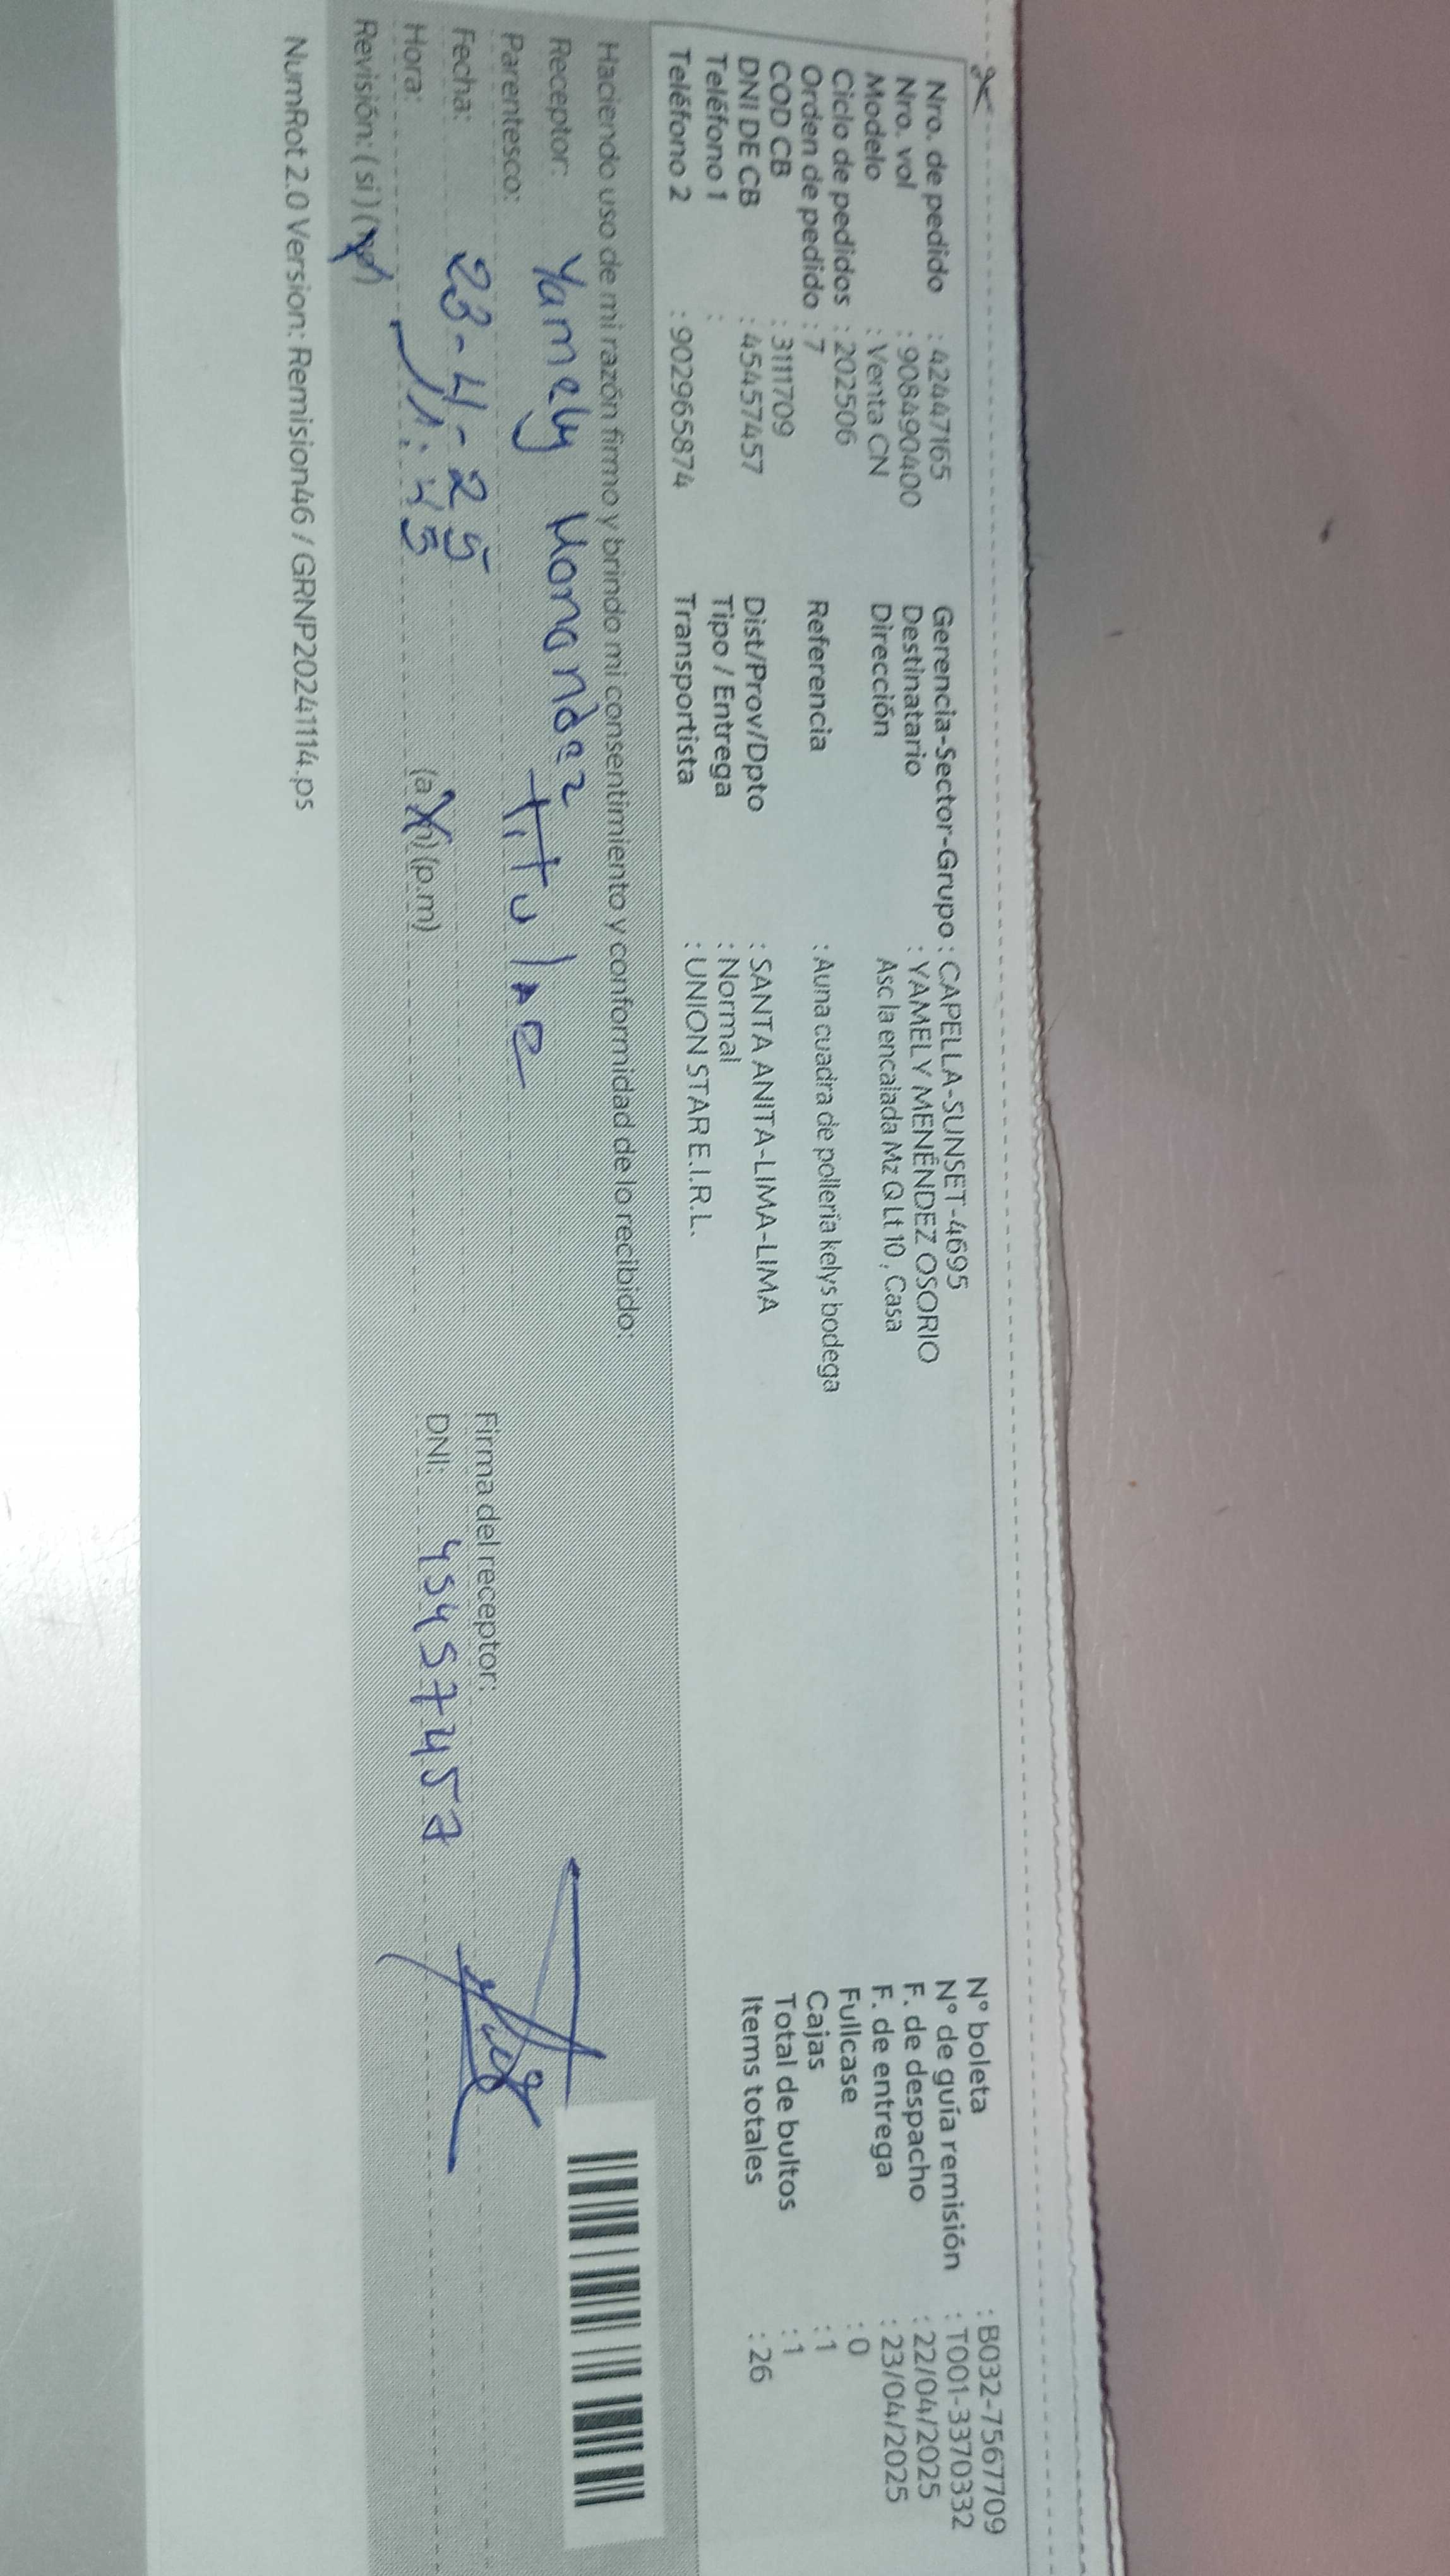 Nro. de pedido : 42447165
Nro. vol : 908490400
Modelo : Venta CN
Ciclo de pedidos : 202506
Orden de pedido : 7
COD CB : 3111709
DNI DE CB : 45457457
Teléfono 1 :
Teléfono 2 : 902965874
Gerencia-Sector-Grupo : CAPELLA-SUNSET-4695
Destinatario : YAMELY MENÉNDEZ OSORIO
Dirección Asc la encalada Mz Q Lt 10 , Casa
Referencia : Auna cuadra de polleria kelys bodega
Dist/Prov/Dpto : SANTA ANITA-LIMA-LIMA
Tipo / Entrega : Normal
Transportista : UNION STAR E.I.R.L.
N° boleta : B032-7567709
N° de guía remisión : T001-3370332
F. de despacho : 22/04/2025
F. de entrega : 23/04/2025
Fullcase : 0
Cajas : 1
Total de bultos : 1
Items totales : 26
Haciendo uso de mi razón firmo y brindo mi consentimiento y conformidad de lo recibido:
Receptor: Yamely Menendez
Parentesco: titular
Fecha: 23-4-25
Hora: 11:45 (a.m) (p.m)
Revisión: (si) (no)
Firma del receptor:
DNI: 45457457
NumRot 2.0 Version: Remision46 / GRNP20241114.ps